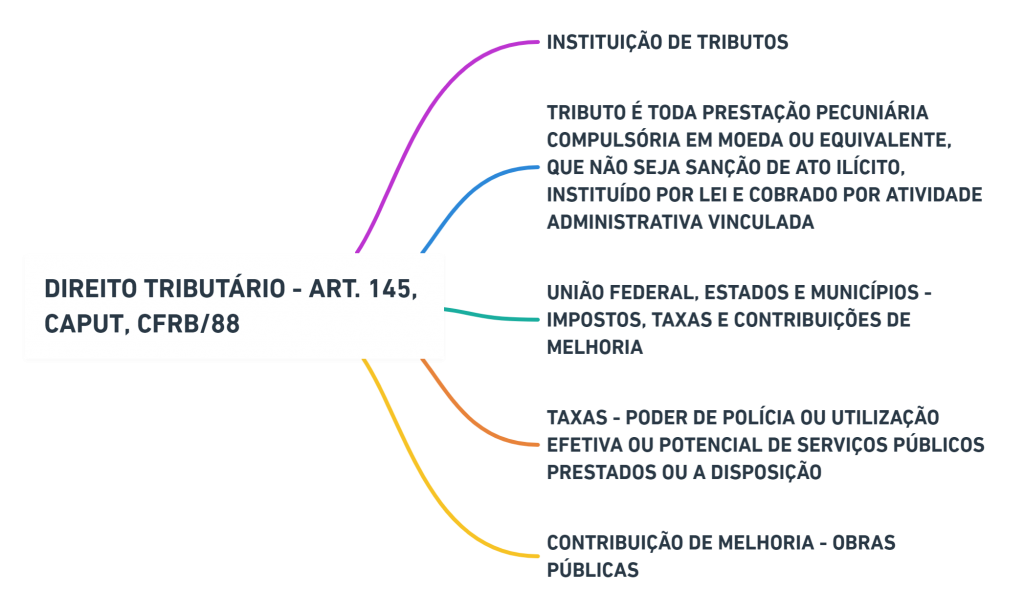 DIREITO TRIBUTÁRIO - ART. 145,
CAPUT, CFRB/88
INSTITUIÇÃO DE TRIBUTOS
TRIBUTO É TODA PRESTAÇÃO PECUNIÁRIA
COMPULSÓRIA EM MOEDA OU EQUIVALENTE,
QUE NÃO SEJA SANÇÃO DE ATO ILÍCITO,
INSTITUÍDO POR LEI E COBRADO POR ATIVIDADE
ADMINISTRATIVA VINCULADA
UNIÃO FEDERAL, ESTADOS E MUNICÍPIOS -
IMPOSTOS, TAXAS E CONTRIBUIÇÕES DE
MELHORIA
TAXAS - PODER DE POLÍCIA OU UTILIZAÇÃO
EFETIVA OU POTENCIAL DE SERVIÇOS PÚBLICOS
PRESTADOS OU A DISPOSIÇÃO
CONTRIBUIÇÃO DE MELHORIA - OBRAS
PÚBLICAS